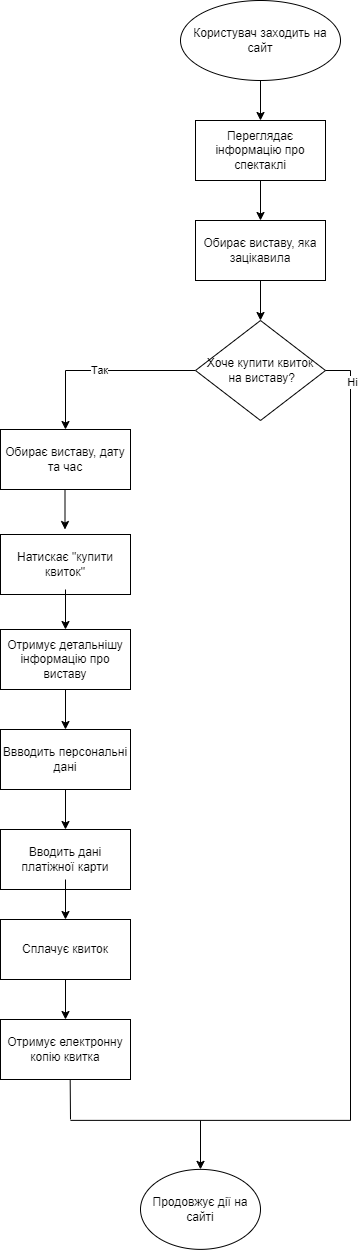 Користувач заходить на
сайт
Переглядає
інформацію про
спектаклі
Обирає виставу, яка
зацікавила
Хоче купити квиток
на виставу?
Так
Ні
Обирає виставу, дату
та час
Натискає "купити
квиток"
Отримує детальнішу
інформацію про
виставу
Ввводить персональні
дані
Вводить дані
платіжної карти
Сплачує квиток
Отримує електронну
копію квитка
Продовжує дії на
сайті